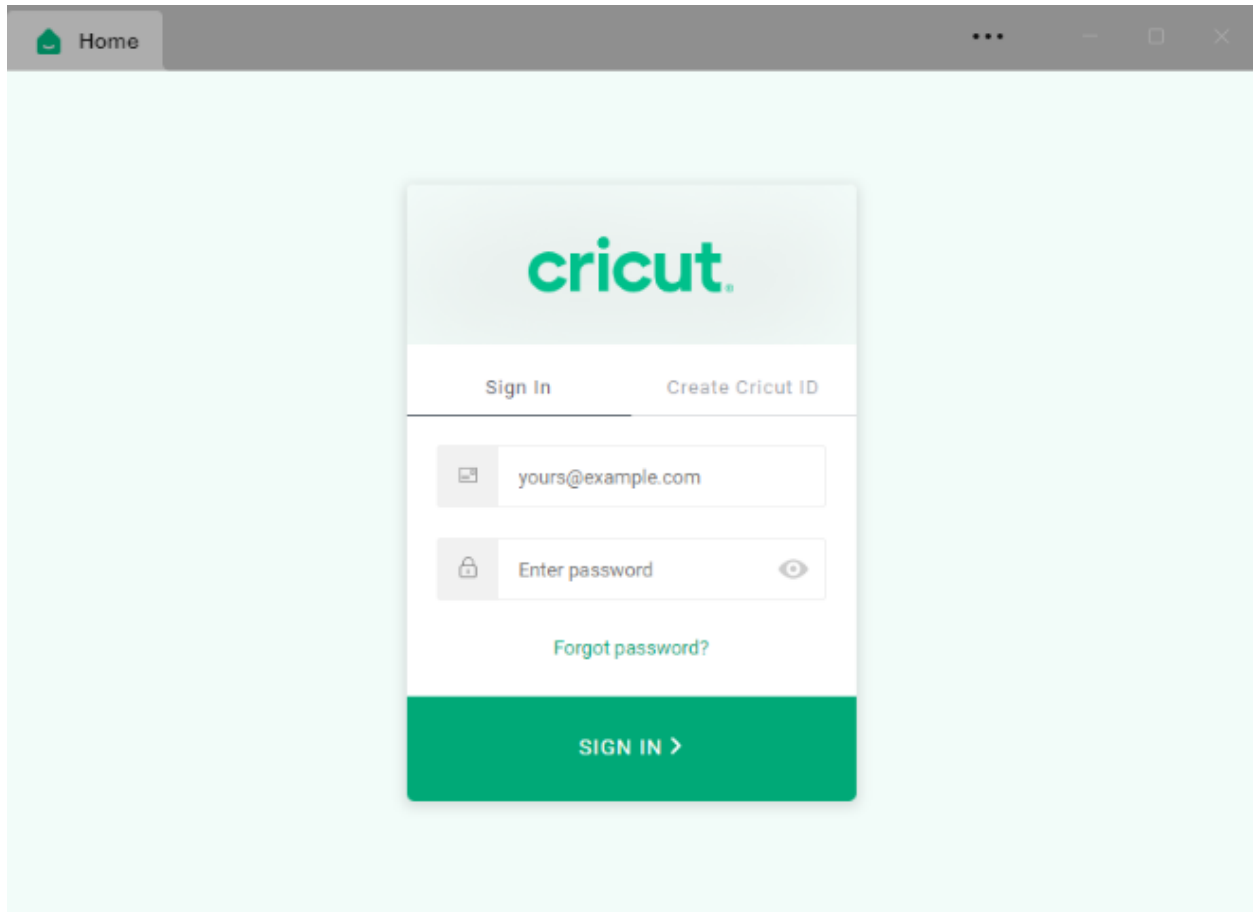 Home
cricut®
Sign In
Create Cricut ID
yours@example.com
Enter password
Forgot password?
SIGN IN >